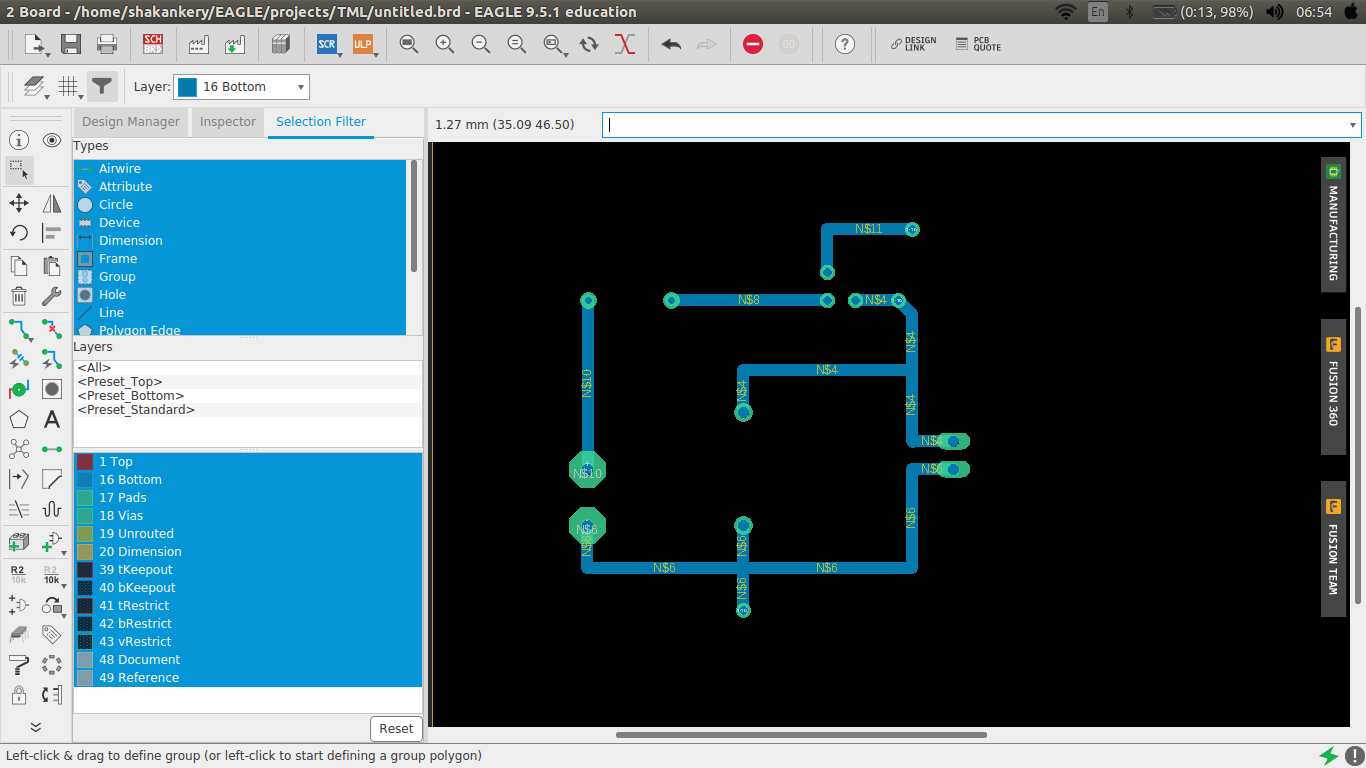 2 Board - /home/shakankery/EAGLE/projects/TML/untitled.brd - EAGLE 9.5.1 education
En
(0:13, 98%)
06:54
SCH
BRD
SCR
ULP
GO
DESIGN
LINK
PCB
QUOTE
Layer:
16 Bottom
Design Manager
Inspector
Selection Filter
1.27 mm (35.09 46.50)
Types
Airwire
Attribute
Circle
Device
Dimension
Frame
Group
Hole
Line
Polygon Edge
Layers
<All>
<Preset_Top>
<Preset_Bottom>
<Preset_Standard>
1 Top
16 Bottom
17 Pads
18 Vias
19 Unrouted
20 Dimension
39 tKeepout
40 bKeepout
41 tRestrict
42 bRestrict
43 vRestrict
48 Document
49 Reference
Reset
R2
10k
R2
10k
N$11
N$8
N$4
N$4
N$4
N$4
N$4
N$4
N$10
N$10
N$6
N$6
N$6
N$6
N$6
N$6
N$6
N$6
MANUFACTURING
FUSION 360
FUSION TEAM
Left-click & drag to define group (or left-click to start defining a group polygon)